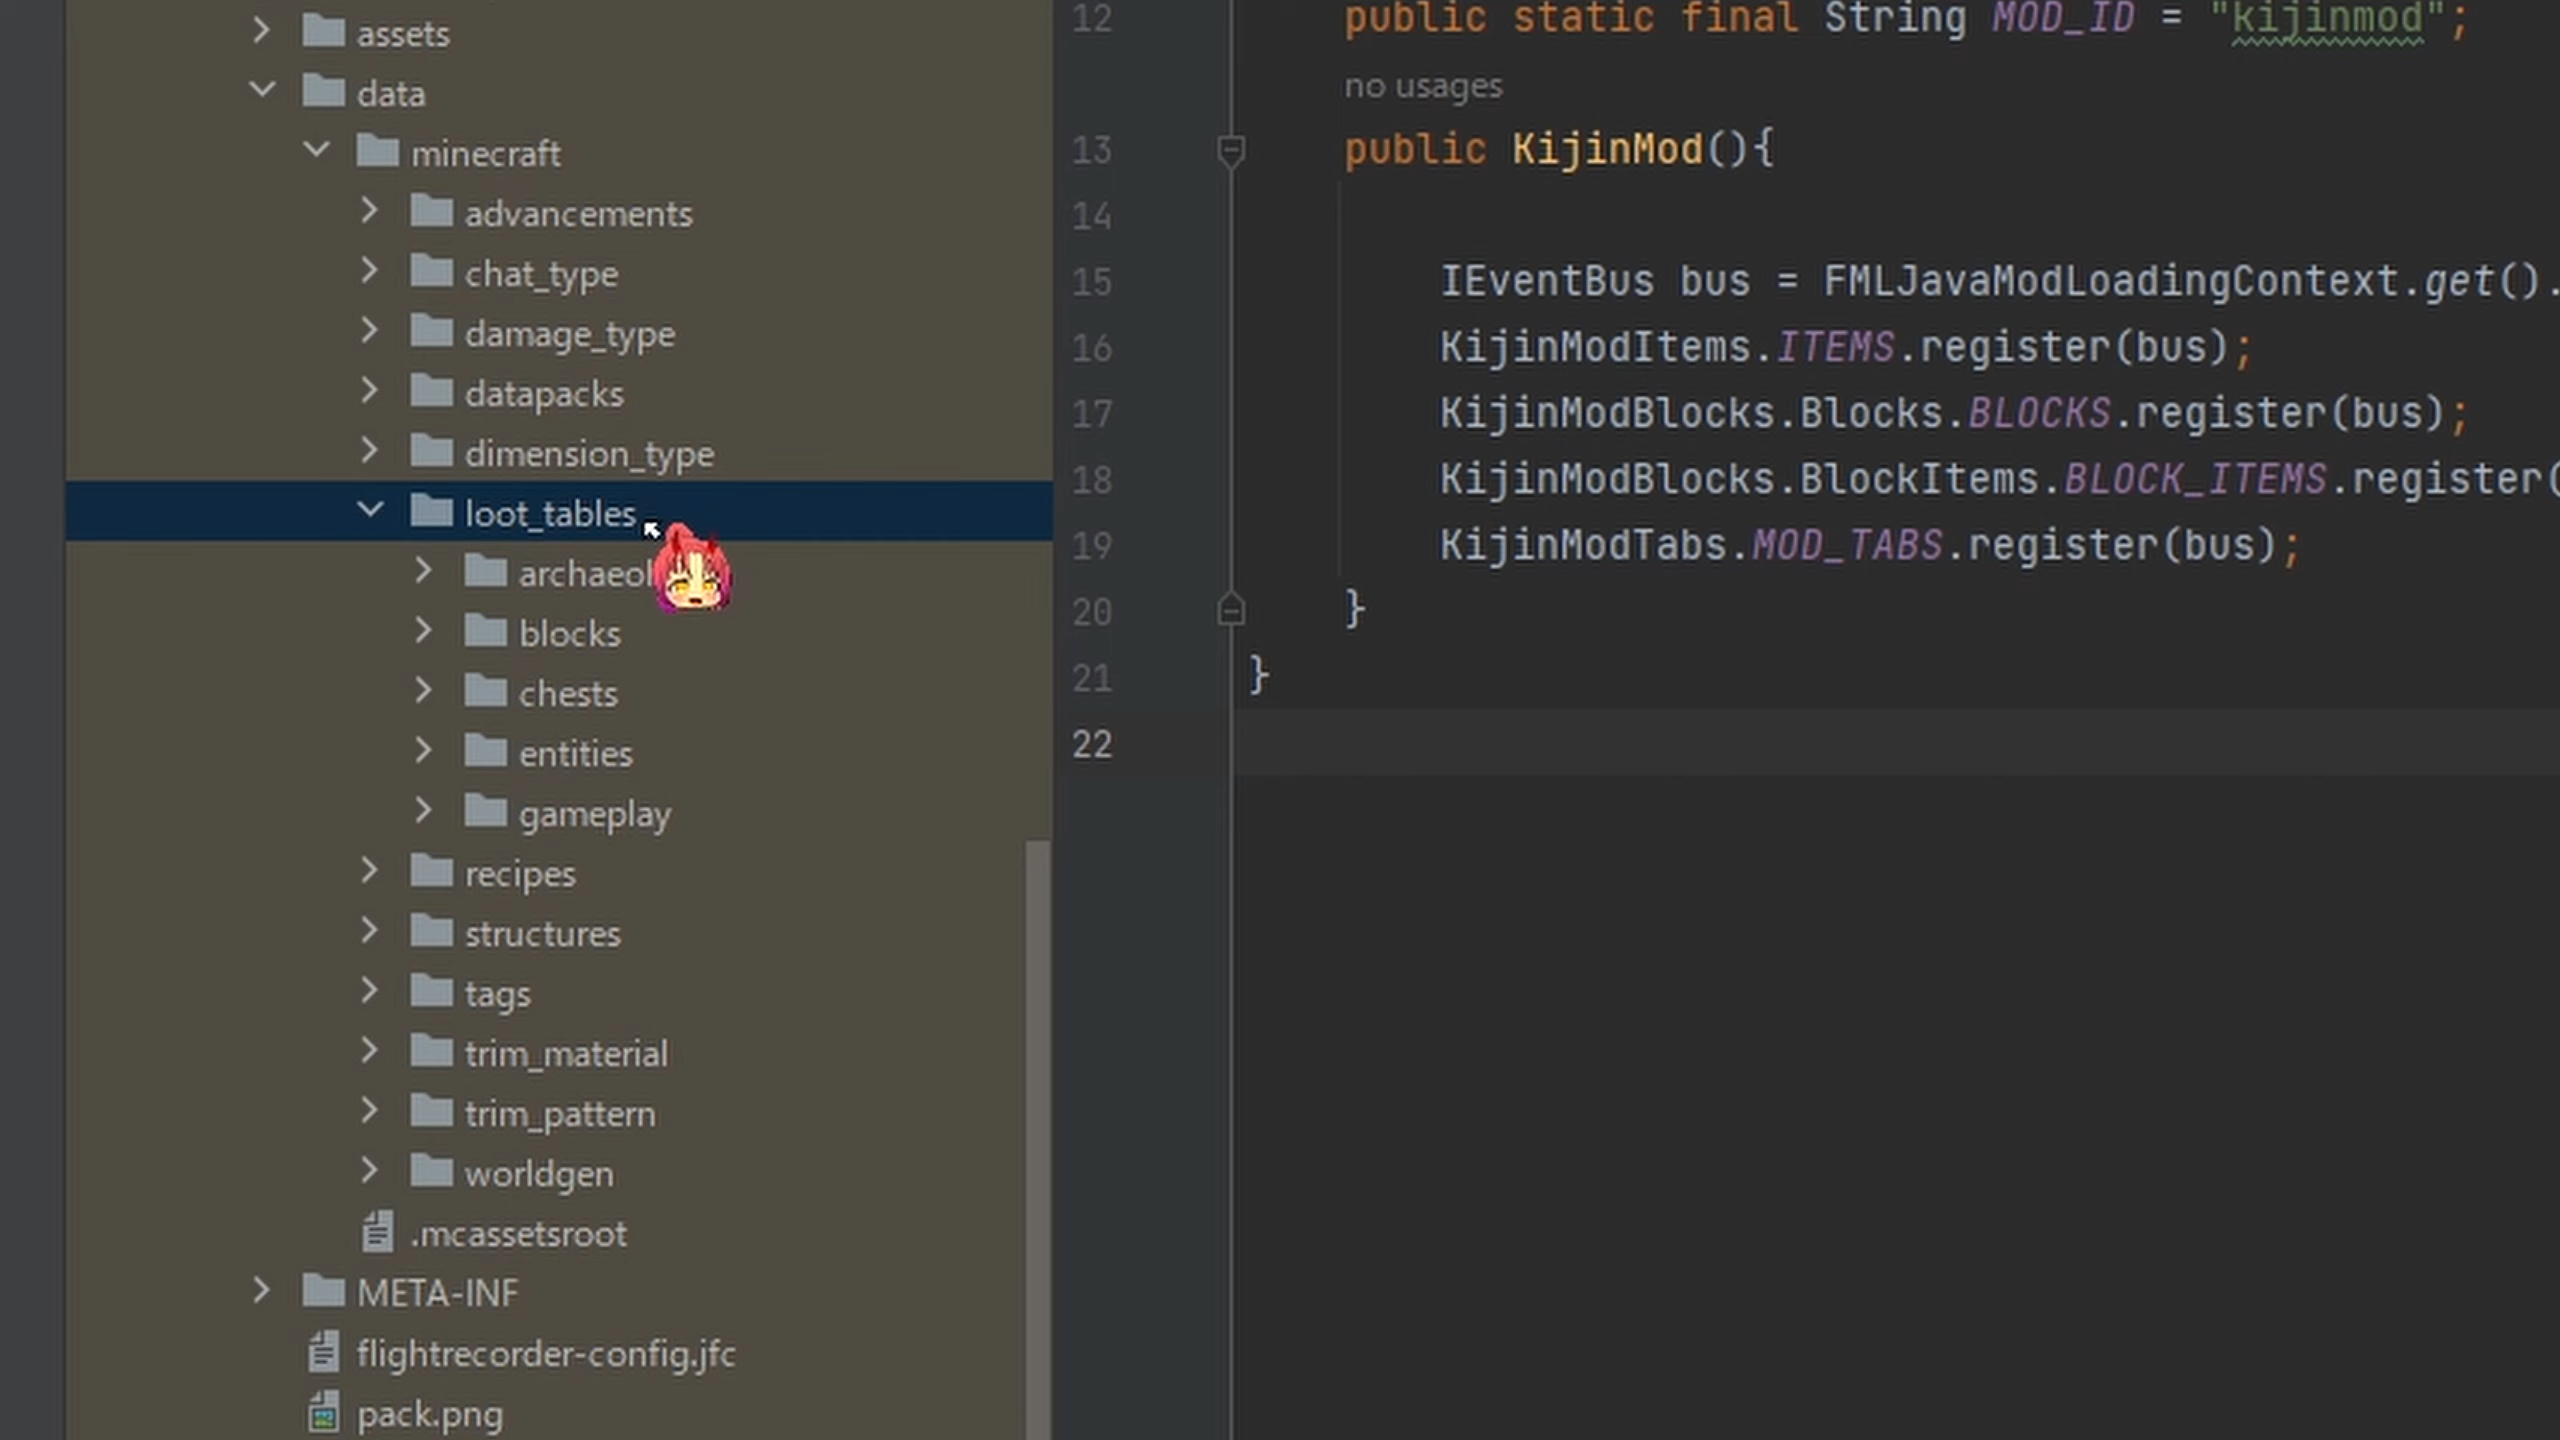 assets
data
minecraft
advancements
chat_type
damage_type
datapacks
dimension_type
loot_tables
blocks
chests
entities
gameplay
recipes
structures
tags
trim_material
trim_pattern
worldgen
.mcassetsroot
META-INF
flightrecorder-config.jfc
pack.png
12 public static final String MOD_ID = "kijinmod";
no usages
13 public KijinMod(){
14
15 IEventBus bus = FMLJavaModLoadingContext.get().
16 KijinModItems.ITEMS.register(bus);
17 KijinModBlocks.Blocks.BLOCKS.register(bus);
18 KijinModBlocks.BlockItems.BLOCK_ITEMS.register(
19 KijinModTabs.MOD_TABS.register(bus);
20 }
21 }
22